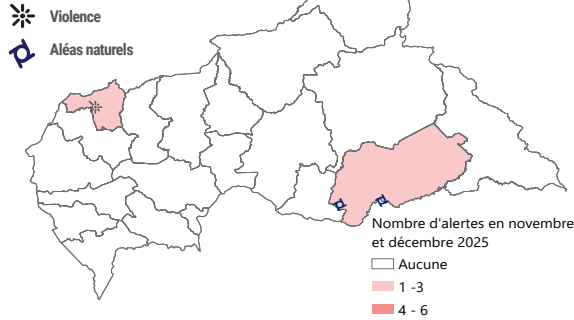 Violence
Aléas naturels
Nombre d'alertes en novembre
et décembre 2025
Aucune
1 -3
4 - 6